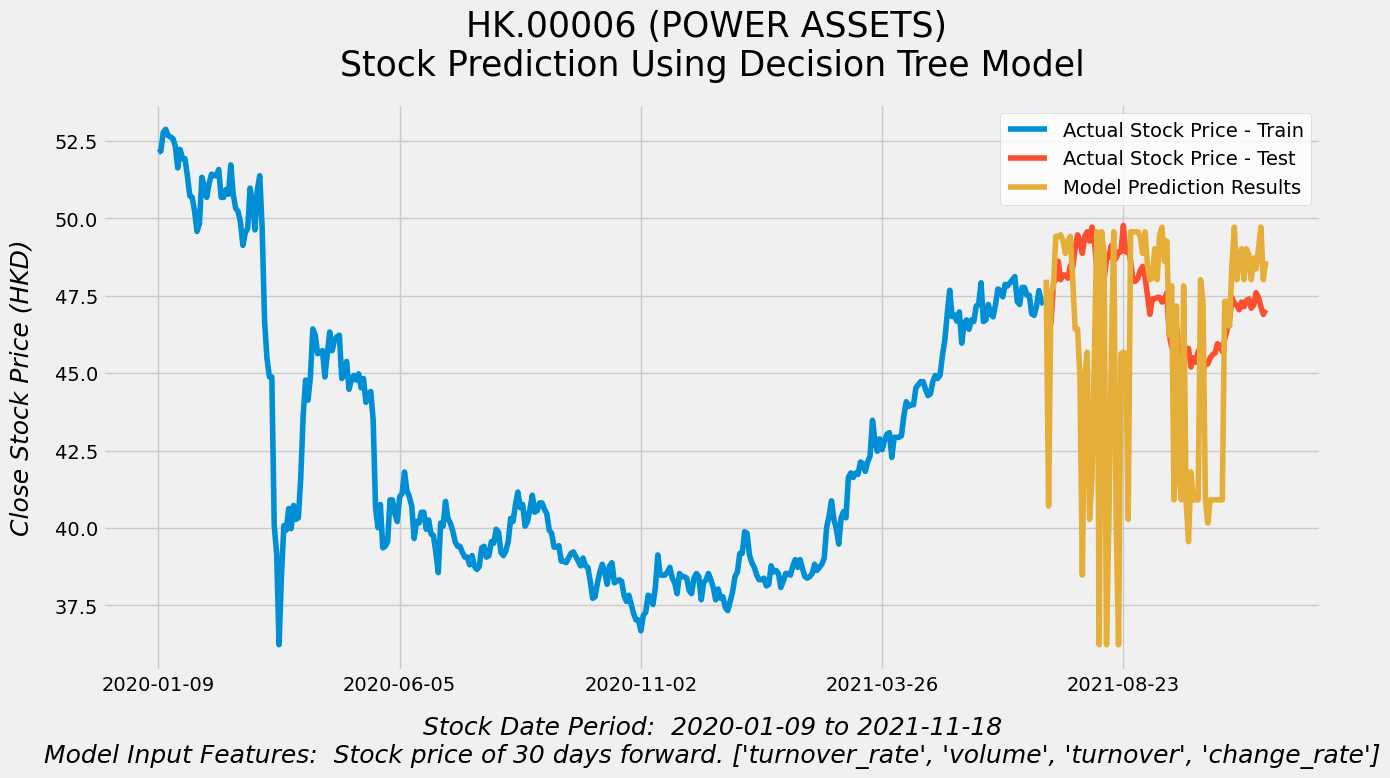 HK.00006 (POWER ASSETS)
Stock Prediction Using Decision Tree Model
Actual Stock Price - Train
Actual Stock Price - Test
Model Prediction Results
Close Stock Price (HKD)
52.5
50.0
47.5
45.0
42.5
40.0
37.5
2020-01-09
2020-06-05
2020-11-02
2021-03-26
2021-08-23
Stock Date Period:  2020-01-09 to 2021-11-18
Model Input Features:  Stock price of 30 days forward. ['turnover_rate', 'volume', 'turnover', 'change_rate']